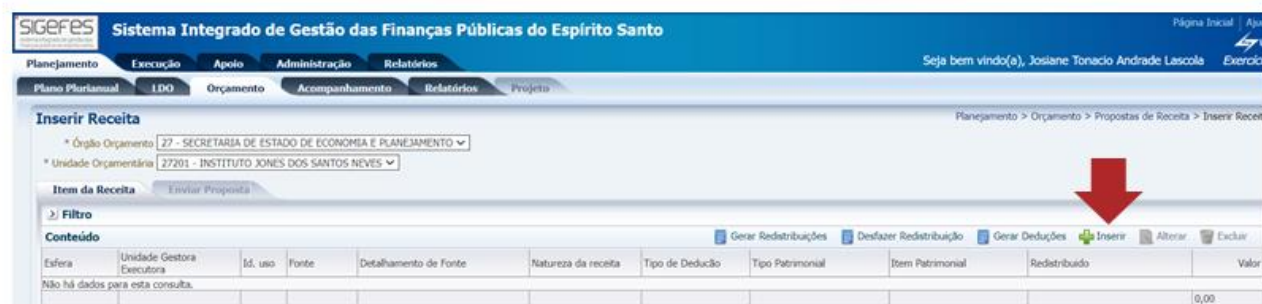 SIGEFES Sistema Integrado de Gestão das Finanças Públicas do Espírito Santo Página Inicial
Planejamento Execução Apoio Administração Relatórios Seja bem vindo(a), Josiane Tonacio Andrade Lascola
Plano Plurianual LDO Orçamento Acompanhamento Relatórios Projeto
Inserir Receita Planejamento > Orçamento > Propostas de Receita > Inserir
* Órgão Orçamento 27 - SECRETARIA DE ESTADO DE ECONOMIA E PLANEJAMENTO
* Unidade Orçamentária 27201 - INSTITUTO JONES DOS SANTOS NEVES
Item da Receita Enviar Proposta
Filtro
Conteúdo Gerar Redistribuições Desfazer Redistribuição Gerar Deduções Inserir Alterar Excluir
Esfera Unidade Gestora Executora Id. uso Fonte Detalhamento de Fonte Natureza da receita Tipo de Dedução Tipo Patrimonial Item Patrimonial Redistribuido Valor
Não há dados para esta consulta.
0,00